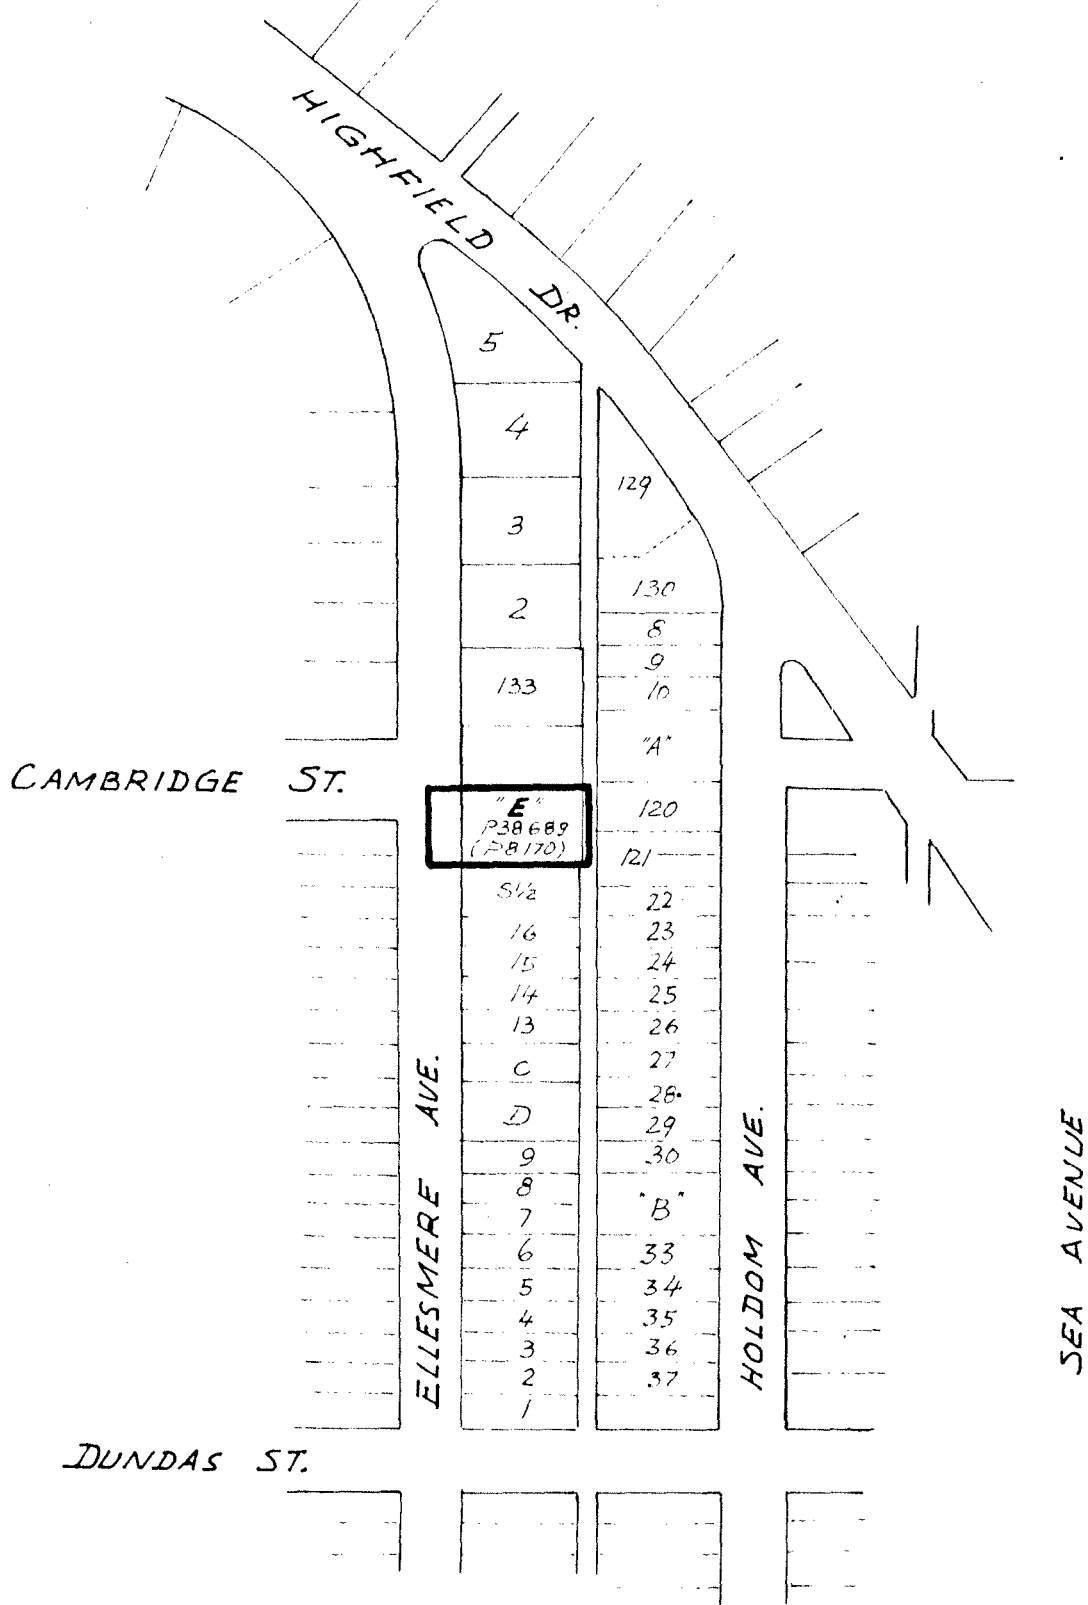 HIGHFIELD DR.
5
4
3
2
133
129
130
8
9
10
"A"
CAMBRIDGE ST.
"E"
P38689
(P8170)
120
121
S1/2
16
15
14
13
C
D
9
8
7
6
5
4
3
2
1
22
23
24
25
26
27
28
29
30
"B"
33
34
35
36
37
ELLESMERE AVE.
HOLDOM AVE.
SEA AVENUE
DUNDAS ST.